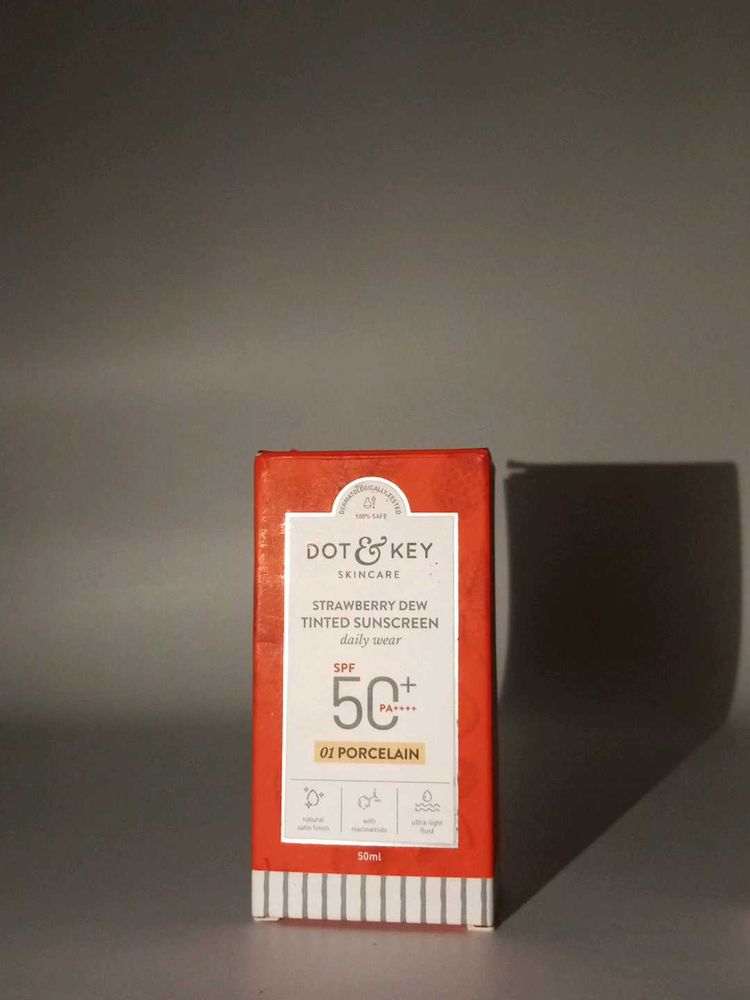 DERMATOLOGICALLY TESTED
100% SAFE
DOT & KEY
SKINCARE
STRAWBERRY DEW
TINTED SUNSCREEN
daily wear
SPF
50+
PA++++
01 PORCELAIN
natural
satin finish
with
niacinamide
ultra-light
fluid
50ml